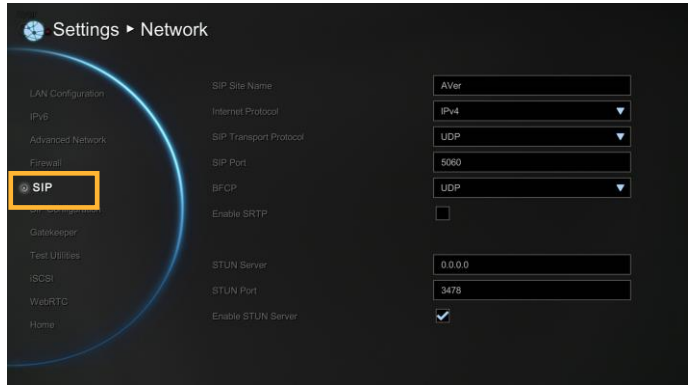 Settings ▸ Network
LAN Configuration
IPv6
Advanced Network
Firewall
SIP
SIP Configuration
Gatekeeper
Test Utilities
iSCSI
WebRTC
Home
SIP Site Name AVer
Internet Protocol IPv4
SIP Transport Protocol UDP
SIP Port 5060
BFCP UDP
Enable SRTP
STUN Server 0.0.0.0
STUN Port 3478
Enable STUN Server